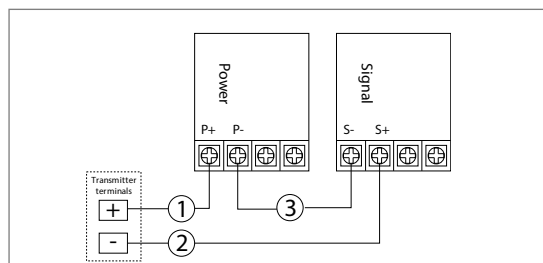 Power
Signal
P+ P-
S- S+
Transmitter
terminals
+
1
3
-
2